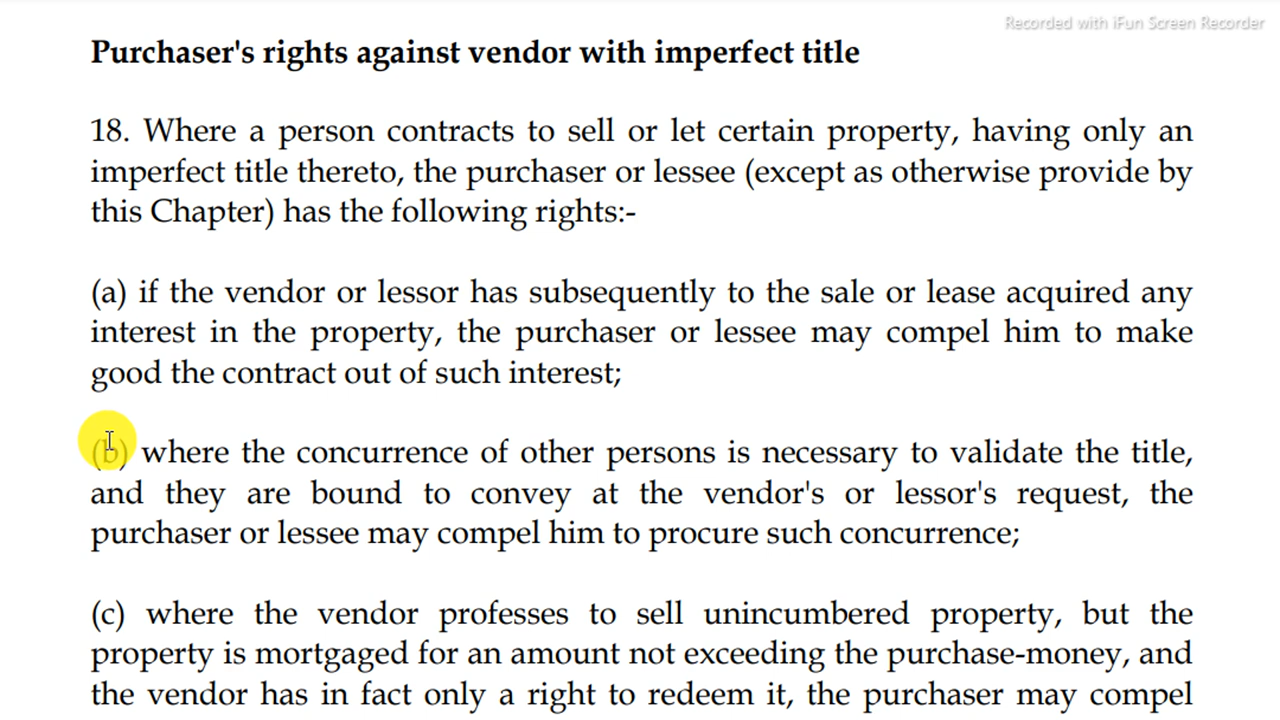 Recorded with iFun Screen Recorder
Purchaser's rights against vendor with imperfect title
18. Where a person contracts to sell or let certain property, having only an
imperfect title thereto, the purchaser or lessee (except as otherwise provide by
this Chapter) has the following rights:-
(a) if the vendor or lessor has subsequently to the sale or lease acquired any
interest in the property, the purchaser or lessee may compel him to make
good the contract out of such interest;
(b) where the concurrence of other persons is necessary to validate the title,
and they are bound to convey at the vendor's or lessor's request, the
purchaser or lessee may compel him to procure such concurrence;
(c) where the vendor professes to sell unincumbered property, but the
property is mortgaged for an amount not exceeding the purchase-money, and
the vendor has in fact only a right to redeem it, the purchaser may compel